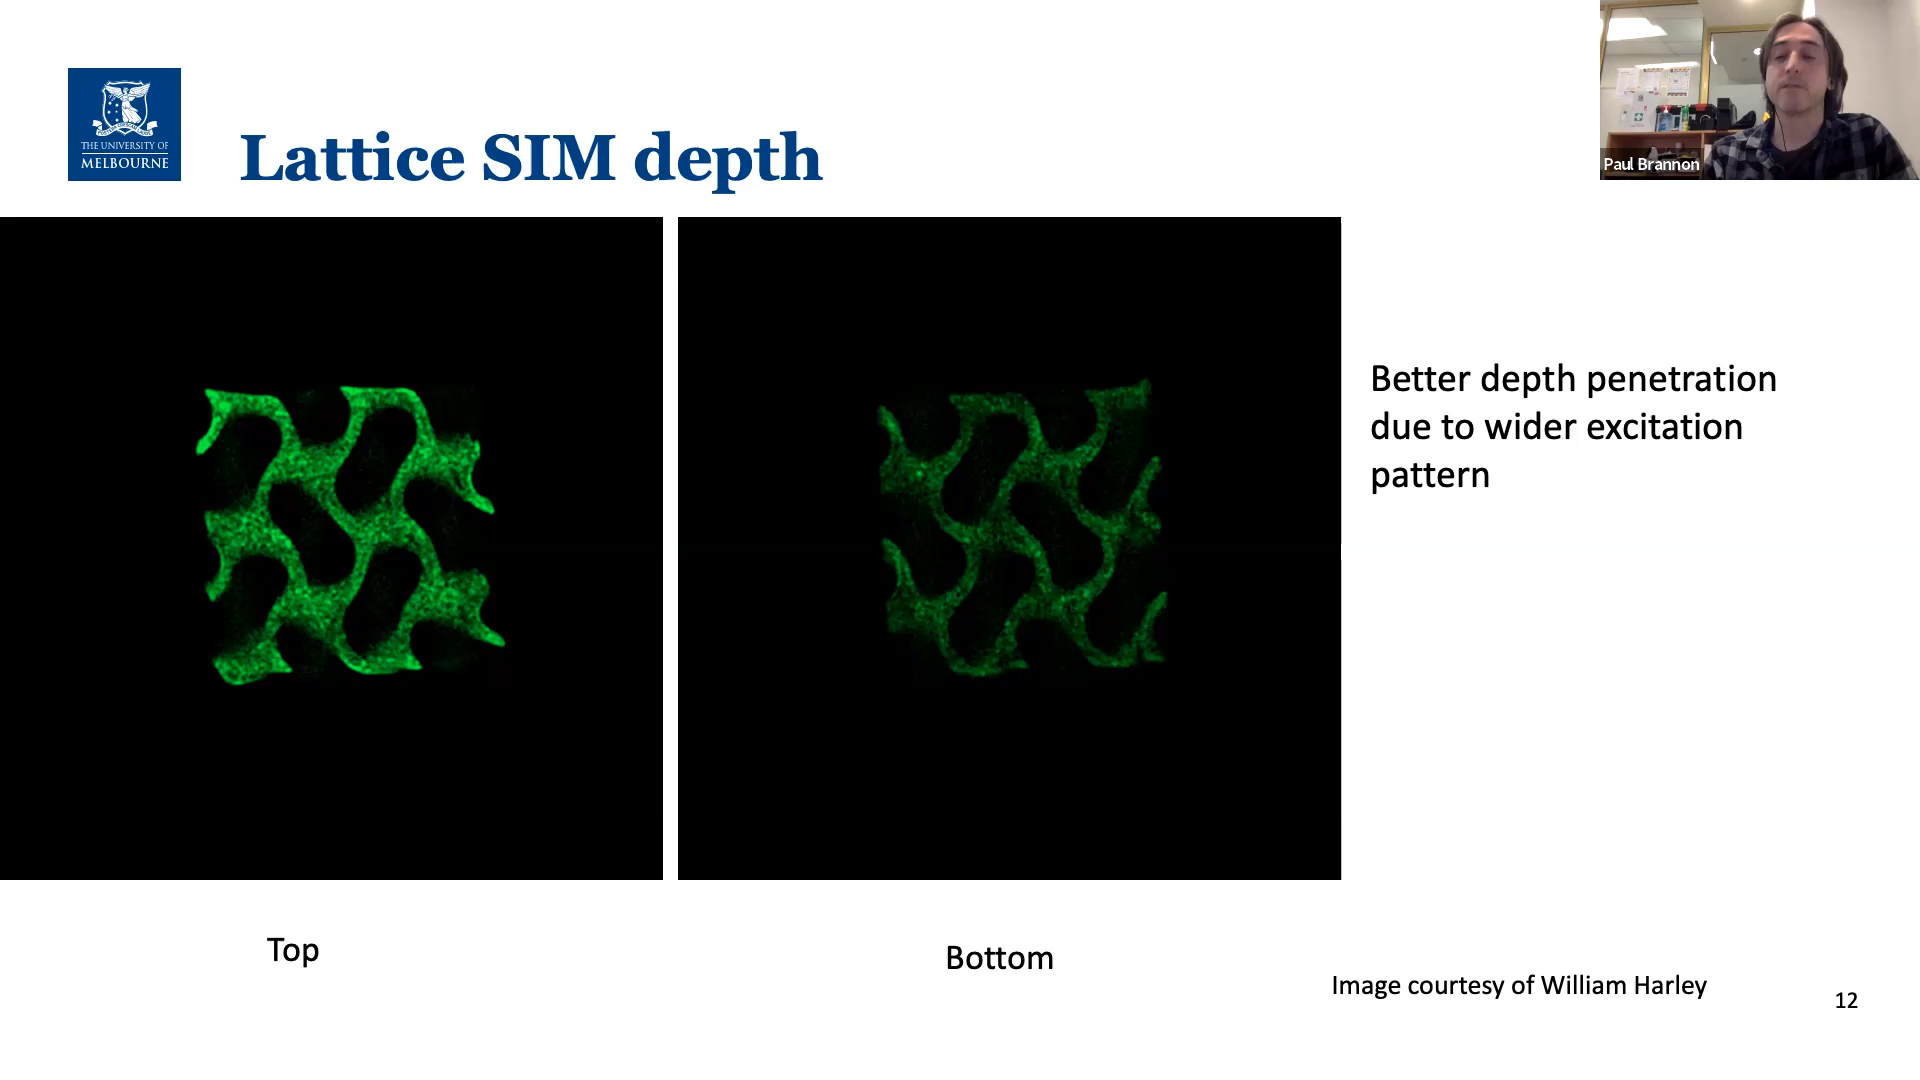 THE UNIVERSITY OF
MELBOURNE
Lattice SIM depth
Paul Brannon
Better depth penetration
due to wider excitation
pattern
Top
Bottom
Image courtesy of William Harley
12